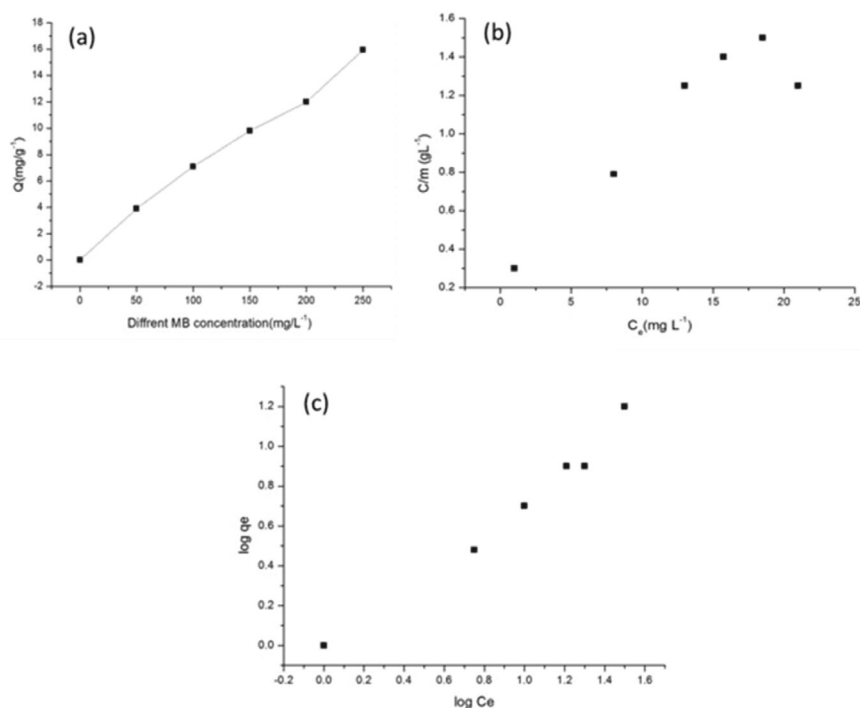 (a)
18
16
14
12
10
8
6
4
2
0
-2
Q(mg/g⁻¹)
0 50 100 150 200 250
Diffrent MB concentration(mg/L⁻¹)
(b)
1.6
1.4
1.2
1.0
0.8
0.6
0.4
0.2
C/m (gL⁻¹)
0 5 10 15 20 25
Cₑ(mg L⁻¹)
(c)
1.2
1.0
0.8
0.6
0.4
0.2
0.0
log qe
-0.2 0.0 0.2 0.4 0.6 0.8 1.0 1.2 1.4 1.6
log Ce